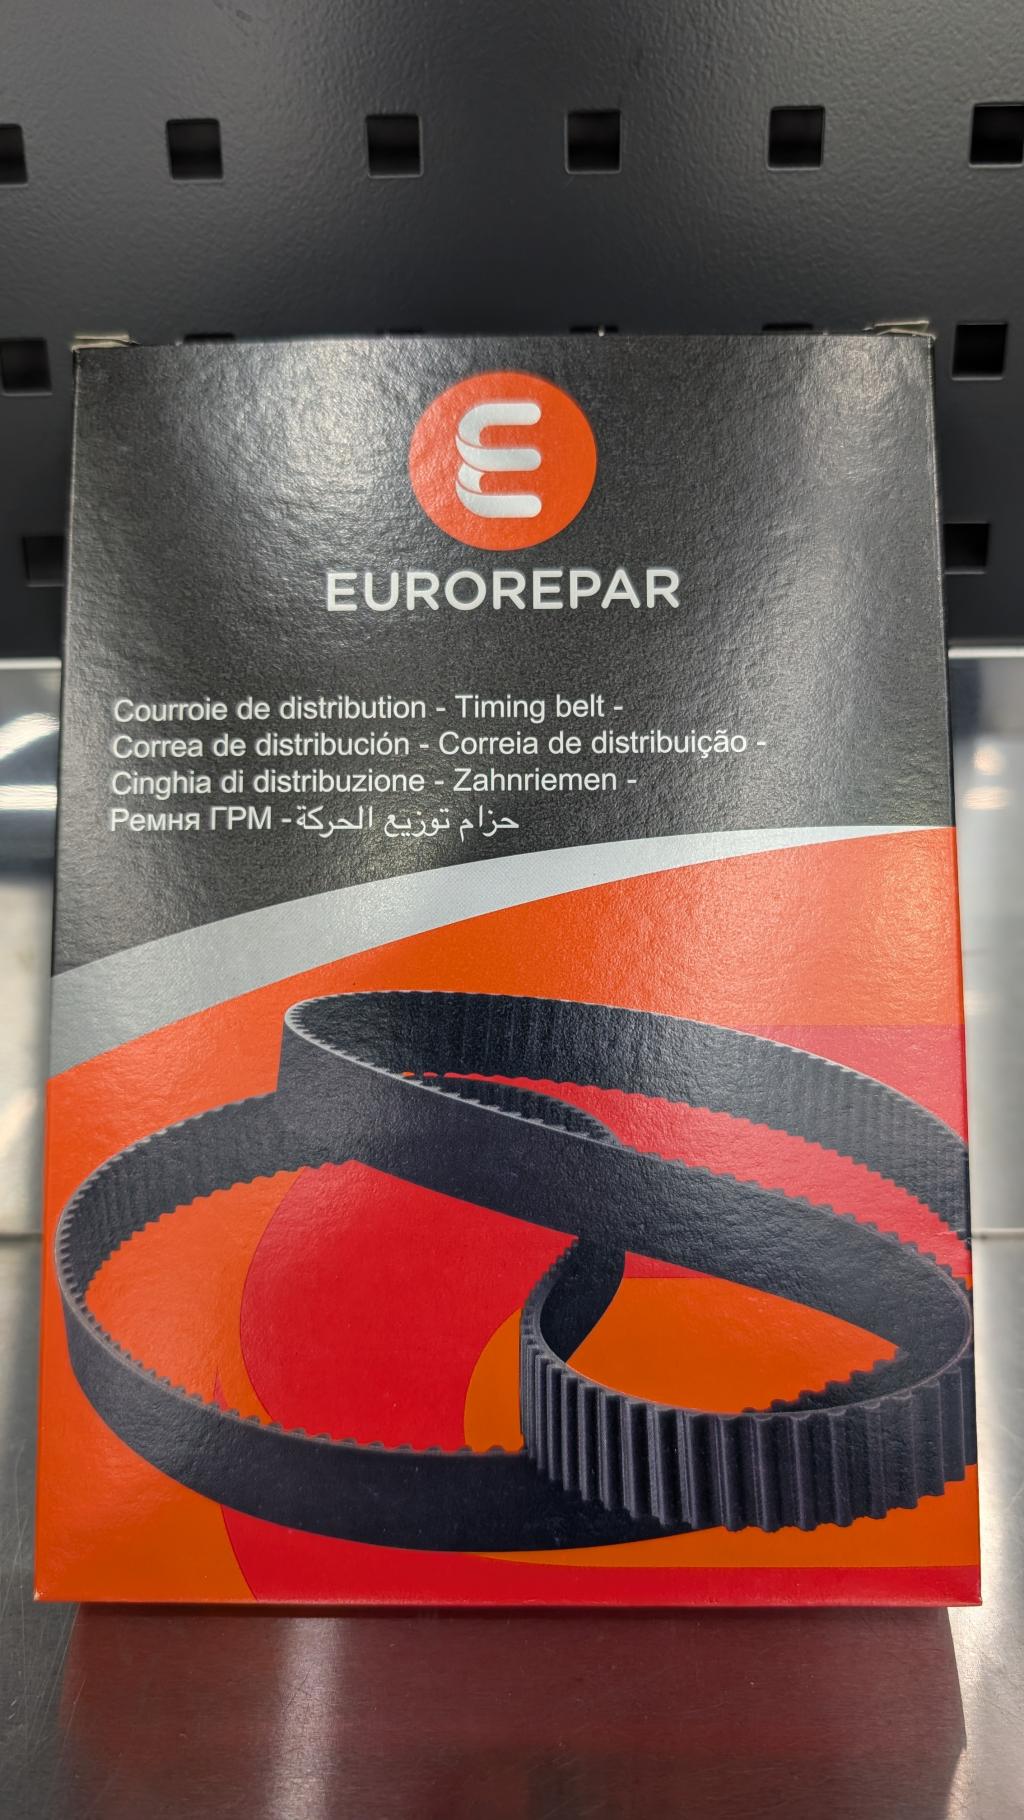 EUROREPAR
Courroie de distribution - Timing belt -
Correa de distribución - Correia de distribuição -
Cinghia di distribuzione - Zahnriemen -
Ремня ГРМ - حزام توزيع الحركة